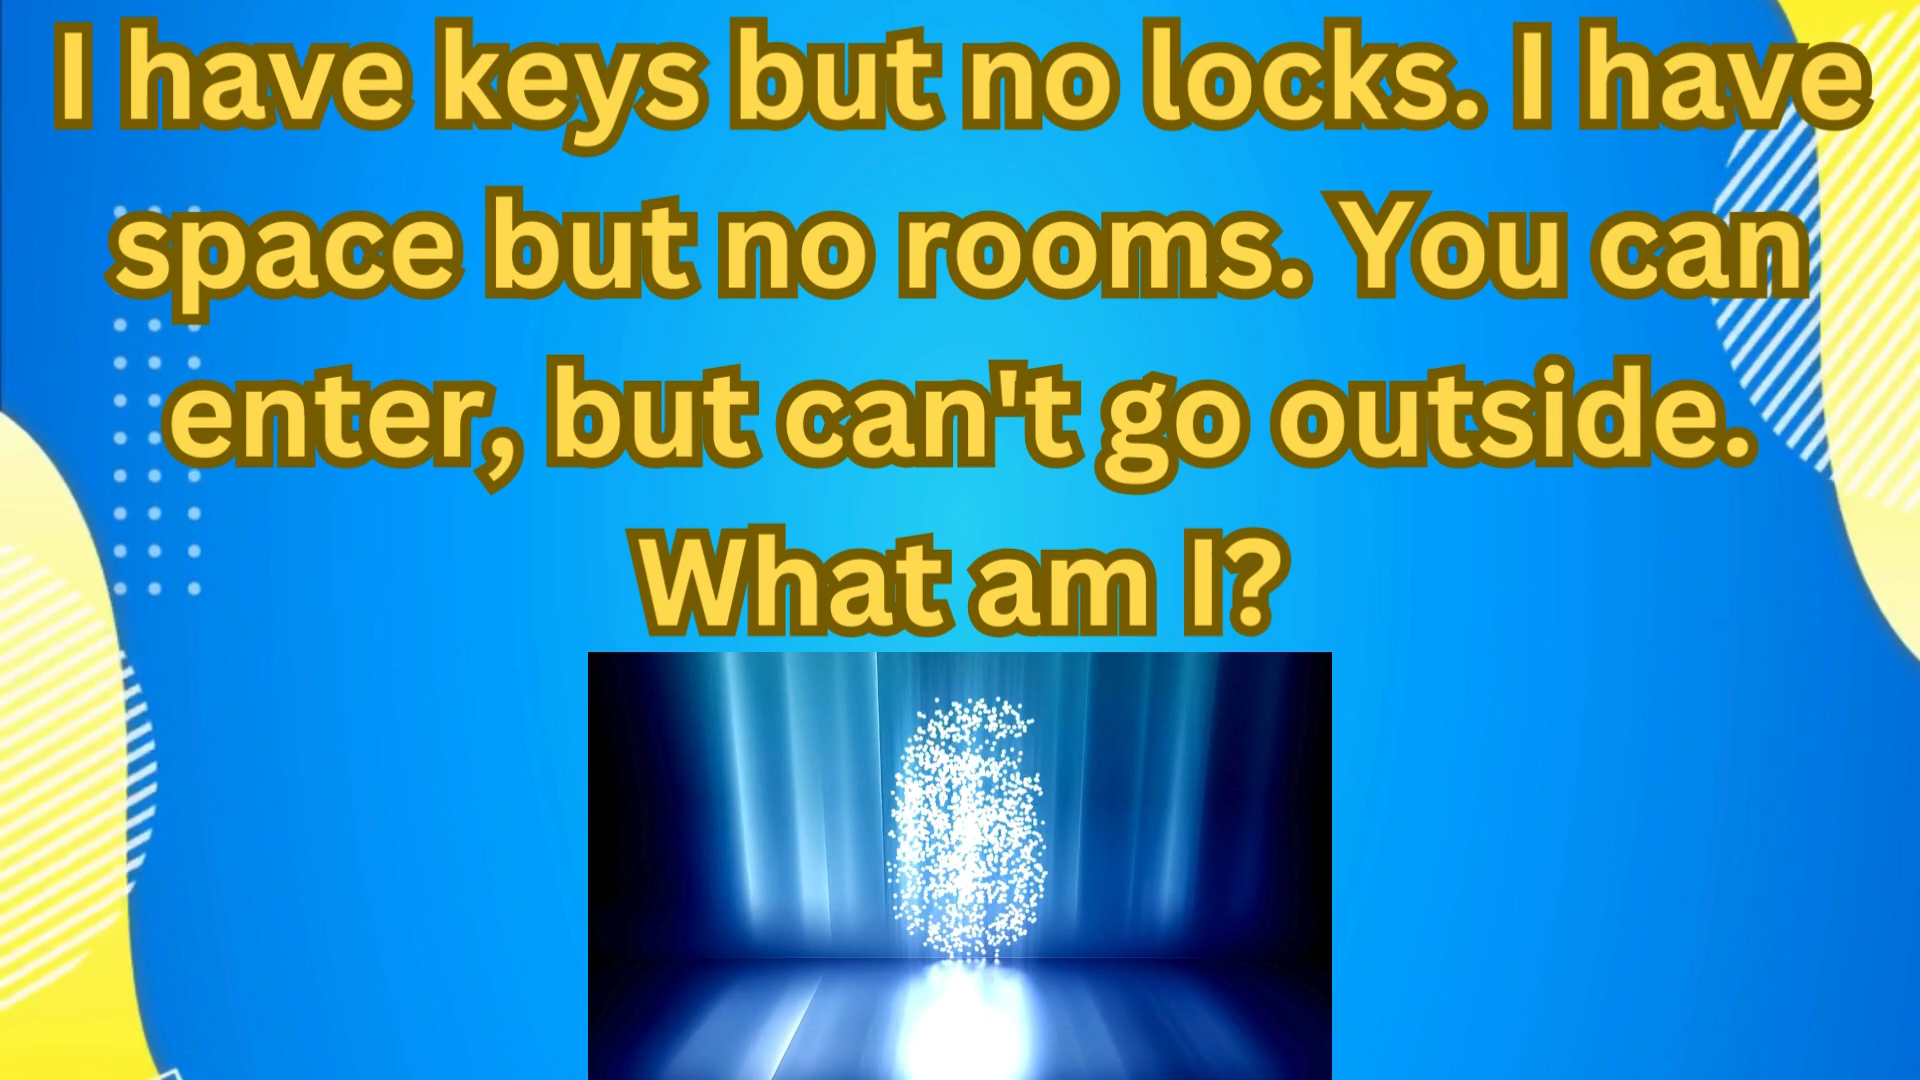 I have keys but no locks. I have
space but no rooms. You can
enter, but can't go outside.
What am I?